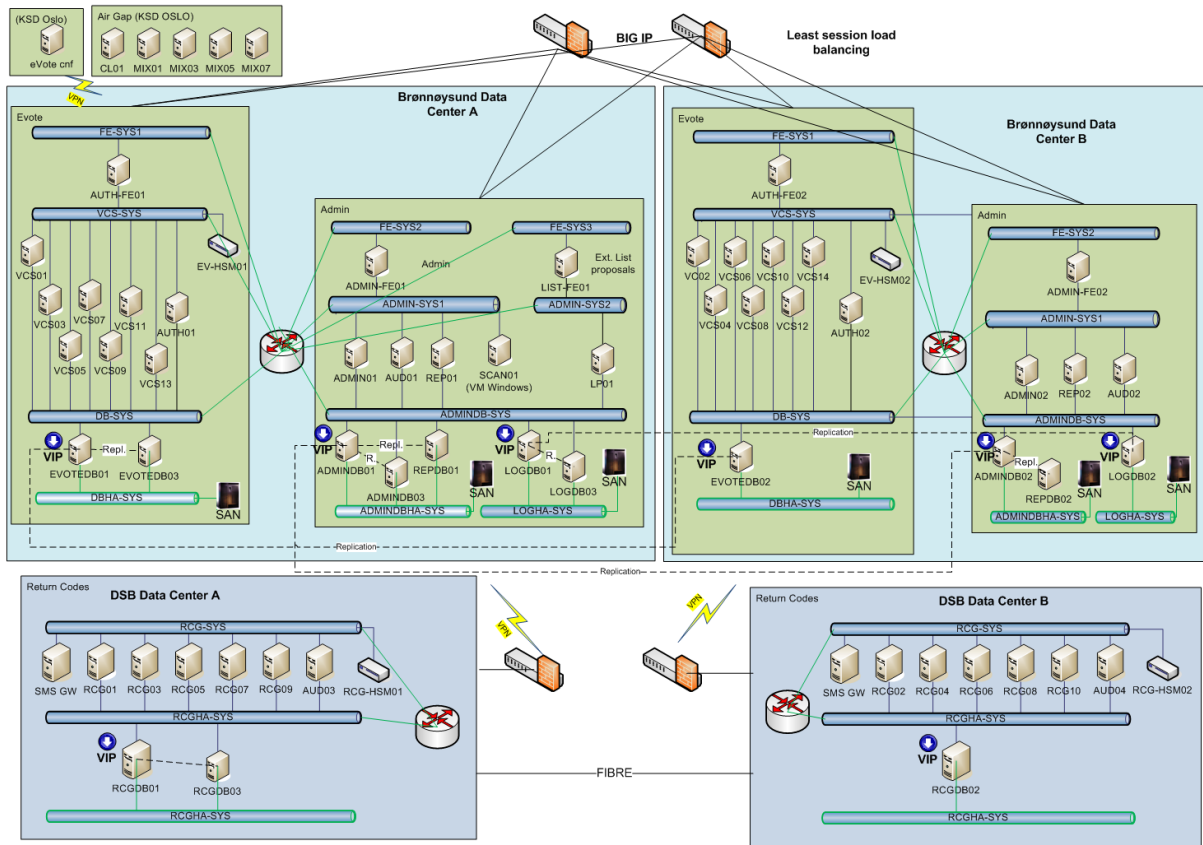 (KSD Oslo)
eVote cnf
VPN
Air Gap (KSD OSLO)
CL01
MIX01
MIX03
MIX05
MIX07
BIG IP
Least session load
balancing
Brønnøysund Data
Center A
Evote
FE-SYS1
AUTH-FE01
VCS-SYS
EV-HSM01
VCS01
VCS03
VCS07
VCS11
AUTH01
VCS05
VCS09
VCS13
DB-SYS
VIP
Repl.
EVOTEDB01
EVOTEDB03
DBHA-SYS
SAN
Admin
FE-SYS2
FE-SYS3
Admin
Ext. List
proposals
ADMIN-FE01
LIST-FE01
ADMIN-SYS1
ADMIN-SYS2
ADMIN01
AUD01
REP01
SCAN01
(VM Windows)
LP01
ADMINDB-SYS
VIP
Repl.
R.
ADMINDB01
REPDB01
ADMINDB03
VIP
R.
LOGDB01
LOGDB03
SAN
SAN
ADMINDBHA-SYS
LOGHA-SYS
Brønnøysund Data
Center B
Evote
FE-SYS1
AUTH-FE02
VCS-SYS
EV-HSM02
VC02
VCS06
VCS10
VCS14
VCS04
VCS08
VCS12
AUTH02
DB-SYS
VIP
EVOTEDB02
SAN
DBHA-SYS
Admin
FE-SYS2
ADMIN-FE02
ADMIN-SYS1
ADMIN02
REP02
AUD02
ADMINDB-SYS
VIP
ADMINDB02
Repl.
REPDB02
SAN
VIP
LOGDB02
SAN
ADMINDBHA-SYS
LOGHA-SYS
Replication
Replication
Replication
Return Codes
DSB Data Center A
RCG-SYS
SMS GW
RCG01
RCG03
RCG05
RCG07
RCG09
AUD03
RCG-HSM01
RCGHA-SYS
VIP
RCGDB01
RCGDB03
RCGHA-SYS
VPN
VPN
FIBRE
Return Codes
DSB Data Center B
RCG-SYS
SMS GW
RCG02
RCG04
RCG06
RCG08
RCG10
AUD04
RCG-HSM02
RCGHA-SYS
VIP
RCGDB02
RCGHA-SYS